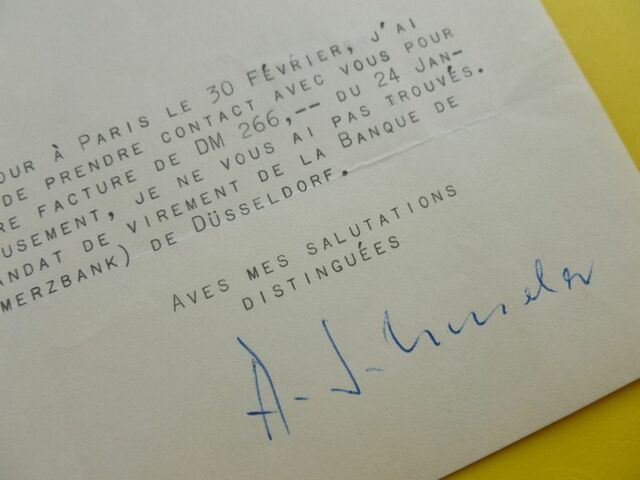 OUR À PARIS LE 30 FÉVRIER, J'AI
DE PRENDRE CONTACT AVEC VOUS POUR
RE FACTURE DE DM 266,-- DU 24 JAN-
USEMENT, JE NE VOUS AI PAS TROUVÉS.
ANDAT DE VIREMENT DE LA BANQUE DE
MERZBANK) DE DÜSSELDORF.
AVES MES SALUTATIONS
DISTINGUÉES